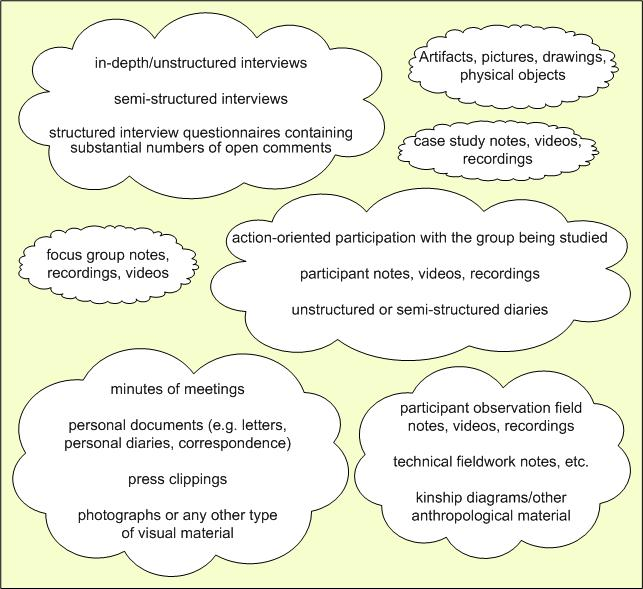 in-depth/unstructured interviews
semi-structured interviews
structured interview questionnaires containing
substantial numbers of open comments
Artifacts, pictures, drawings,
physical objects
case study notes, videos,
recordings
focus group notes,
recordings, videos
action-oriented participation with the group being studied
participant notes, videos, recordings
unstructured or semi-structured diaries
minutes of meetings
personal documents (e.g. letters,
personal diaries, correspondence)
press clippings
photographs or any other type
of visual material
participant observation field
notes, videos, recordings
technical fieldwork notes, etc.
kinship diagrams/other
anthropological material